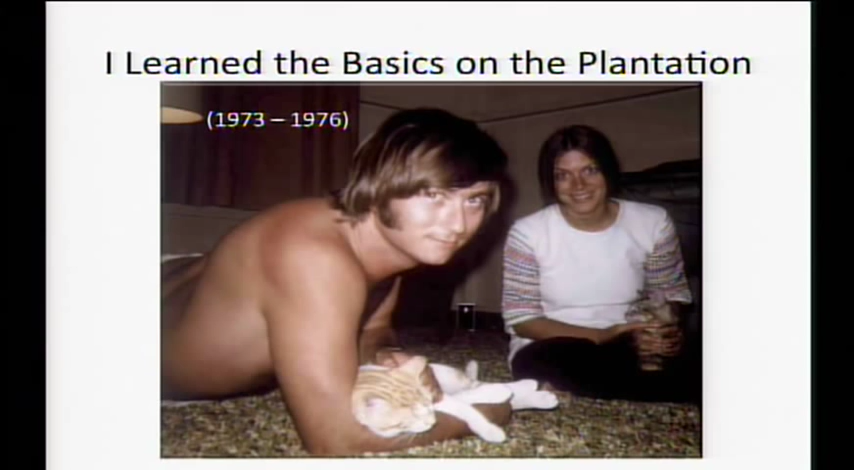 I Learned the Basics on the Plantation
(1973 – 1976)